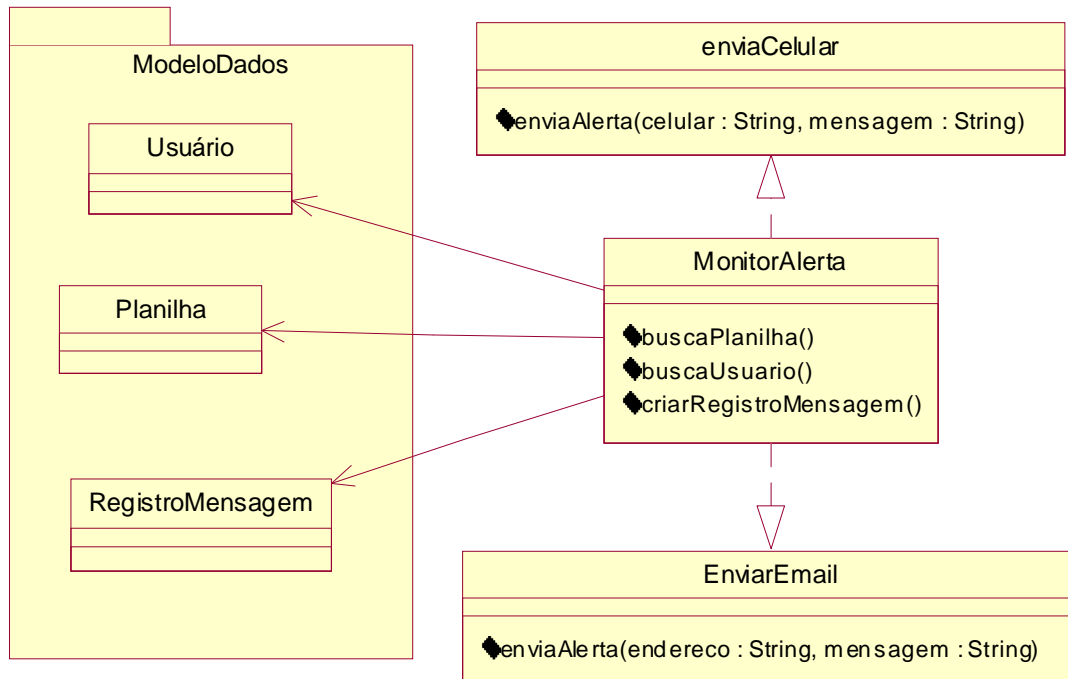 ModeloDados
Usuário
Planilha
RegistroMensagem
enviaCelular
enviaAlerta(celular : String, mensagem : String)
MonitorAlerta
buscaPlanilha()
buscaUsuario()
criarRegistroMensagem()
EnviarEmail
enviaAlerta(endereco : String, mensagem : String)